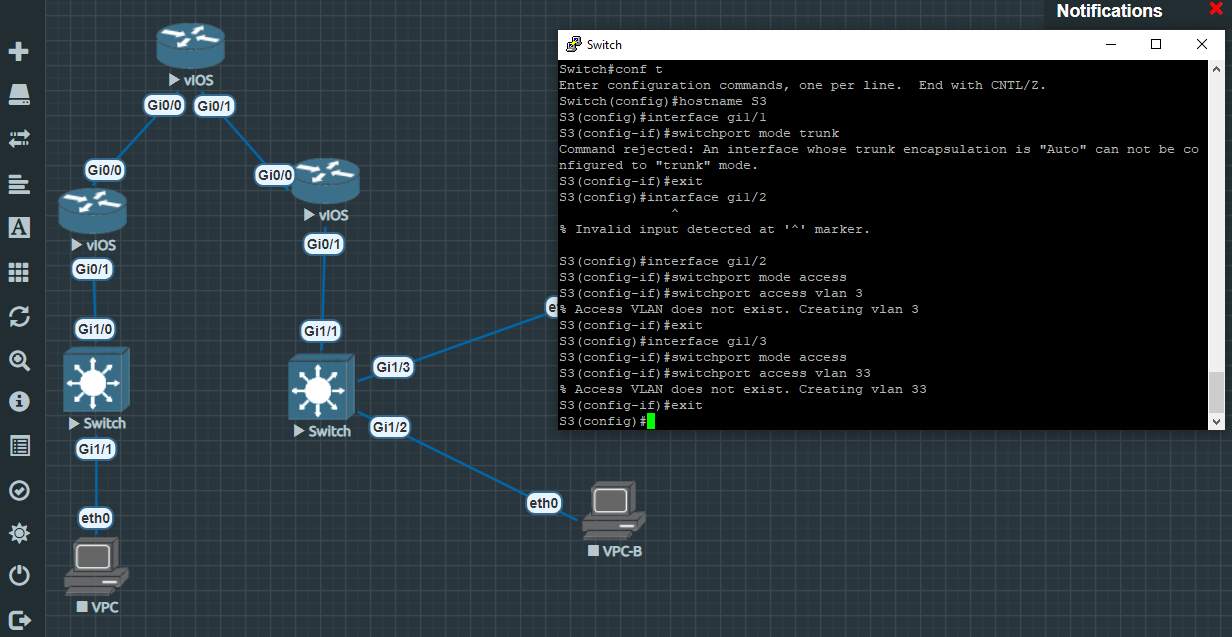 Notifications
Switch
Switch#conf t
Enter configuration commands, one per line.  End with CNTL/Z.
Switch(config)#hostname S3
S3(config)#interface gi1/1
S3(config-if)#switchport mode trunk
Command rejected: An interface whose trunk encapsulation is "Auto" can not be co
nfigured to "trunk" mode.
S3(config-if)#exit
S3(config)#intarface gi1/2
^
% Invalid input detected at '^' marker.
S3(config)#interface gi1/2
S3(config-if)#switchport mode access
S3(config-if)#switchport access vlan 3
% Access VLAN does not exist. Creating vlan 3
S3(config-if)#exit
S3(config)#interface gi1/3
S3(config-if)#switchport mode access
S3(config-if)#switchport access vlan 33
% Access VLAN does not exist. Creating vlan 33
S3(config-if)#exit
S3(config)#
vIOS
Gi0/0
Gi0/1
Gi0/0
Gi0/0
vIOS
vIOS
Gi0/1
Gi0/1
Gi1/0
Gi1/1
Gi1/3
Switch
Switch
Gi1/2
Gi1/1
eth0
eth0
VPC-B
VPC